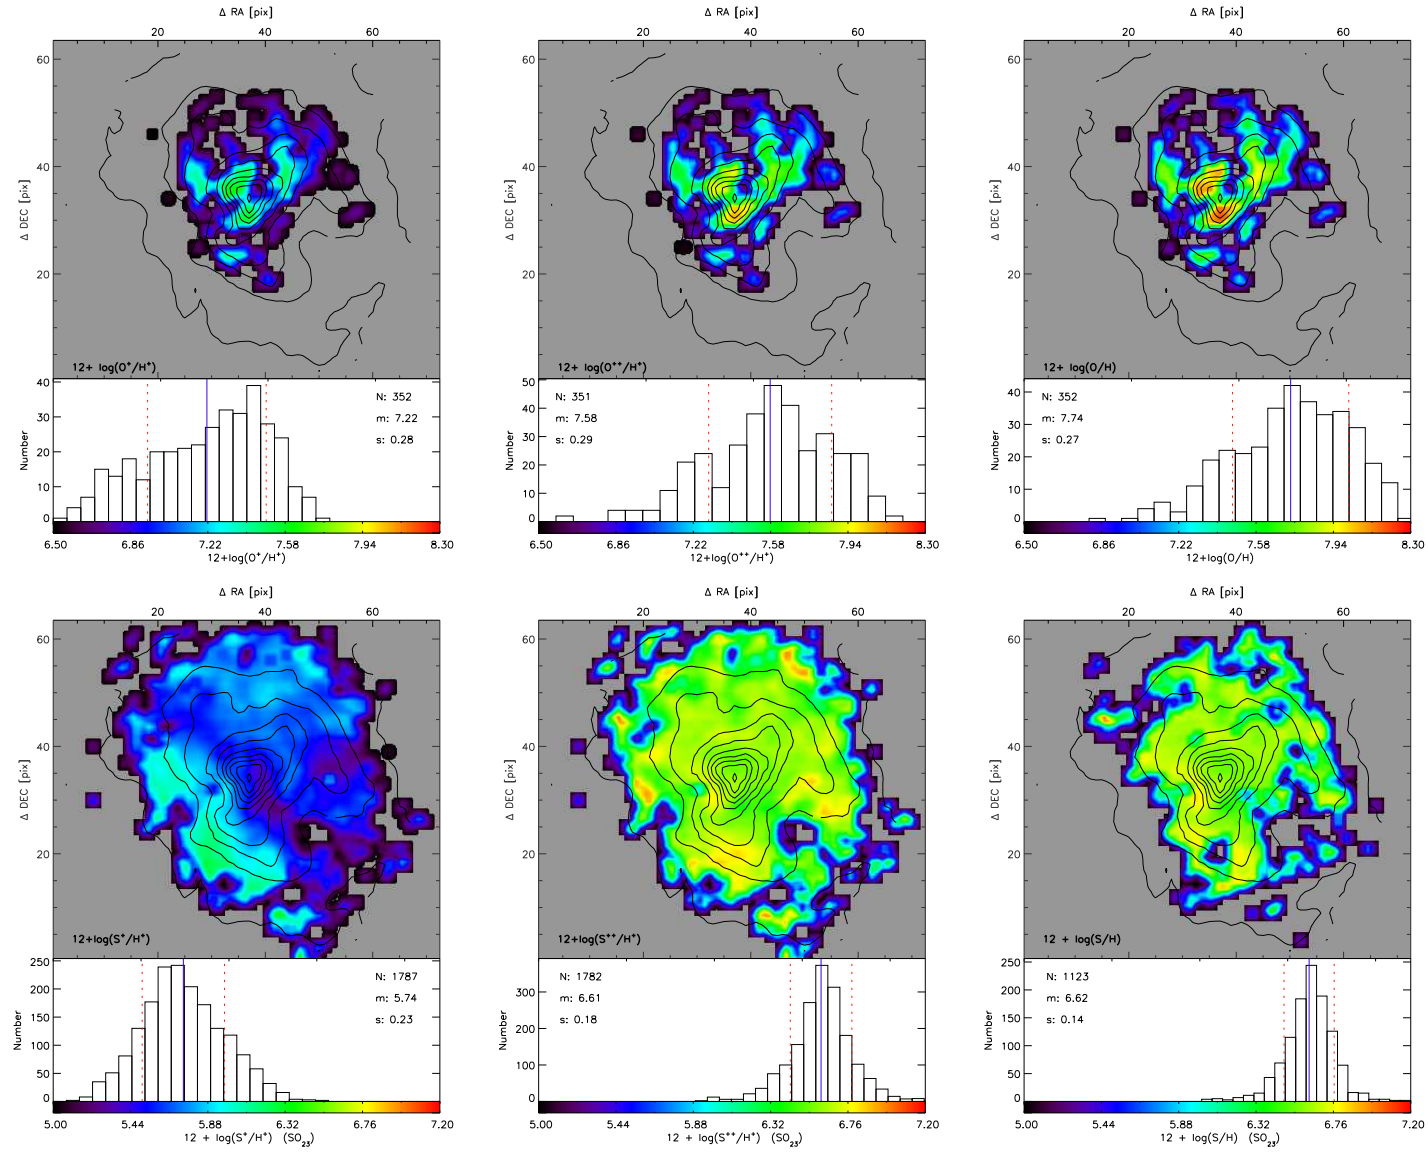 Δ RA [pix]
Δ RA [pix]
Δ RA [pix]
20 40 60
20 40 60
20 40 60
60
40
20
Δ DEC [pix]
12+ log(O⁺/H⁺)
60
40
20
Δ DEC [pix]
12+ log(O⁺⁺/H⁺)
60
40
20
Δ DEC [pix]
12+ log(O/H)
40
30
20
10
0
Number
N: 352
m: 7.22
s: 0.28
6.50 6.86 7.22 7.58 7.94 8.30
12+log(O⁺/H⁺)
50
40
30
20
10
0
Number
N: 351
m: 7.58
s: 0.29
6.50 6.86 7.22 7.58 7.94 8.30
12+log(O⁺⁺/H⁺)
40
30
20
10
0
Number
N: 352
m: 7.74
s: 0.27
6.50 6.86 7.22 7.58 7.94 8.30
12+log(O/H)
Δ RA [pix]
Δ RA [pix]
Δ RA [pix]
20 40 60
20 40 60
20 40 60
60
40
20
Δ DEC [pix]
12+log(S⁺/H⁺)
60
40
20
Δ DEC [pix]
12+log(S⁺⁺/H⁺)
60
40
20
Δ DEC [pix]
12 + log(S/H)
250
200
150
100
50
0
Number
N: 1787
m: 5.74
s: 0.23
5.00 5.44 5.88 6.32 6.76 7.20
12 + log(S⁺/H⁺) (SO₂₃)
300
200
100
0
Number
N: 1782
m: 6.61
s: 0.18
5.00 5.44 5.88 6.32 6.76 7.20
12 + log(S⁺⁺/H⁺) (SO₂₃)
250
200
150
100
50
0
Number
N: 1123
m: 6.62
s: 0.14
5.00 5.44 5.88 6.32 6.76 7.20
12 + log(S/H) (SO₂₃)